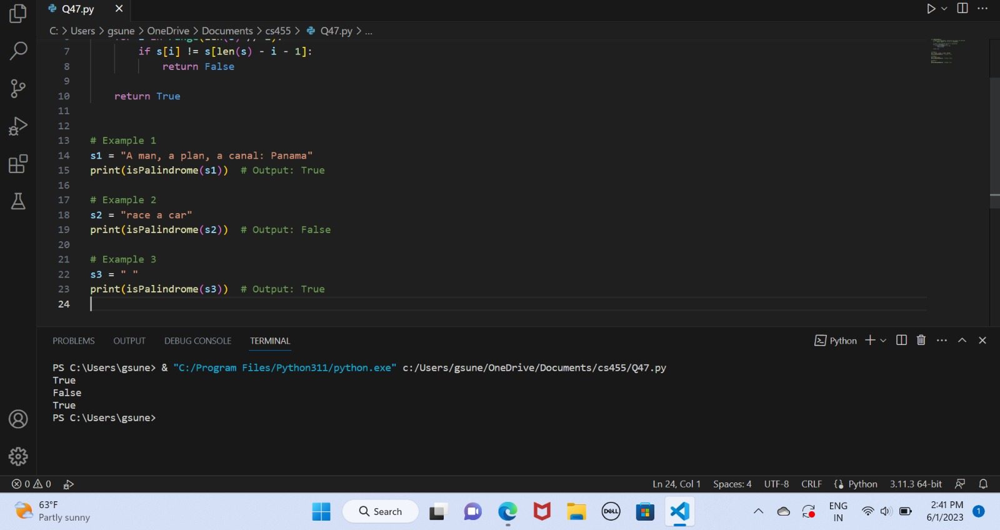 Q47.py
C: > Users > gsune > OneDrive > Documents > cs455 > Q47.py > ...
7 if s[i] != s[len(s) - i - 1]:
8 return False
9
10 return True
11
12
13 # Example 1
14 s1 = "A man, a plan, a canal: Panama"
15 print(isPalindrome(s1))  # Output: True
16
17 # Example 2
18 s2 = "race a car"
19 print(isPalindrome(s2))  # Output: False
20
21 # Example 3
22 s3 = " "
23 print(isPalindrome(s3))  # Output: True
24
PROBLEMS OUTPUT DEBUG CONSOLE TERMINAL Python
PS C:\Users\gsune> & "C:/Program Files/Python311/python.exe" c:/Users/gsune/OneDrive/Documents/cs455/Q47.py
True
False
True
PS C:\Users\gsune>
0 0 Ln 24, Col 1 Spaces: 4 UTF-8 CRLF Python 3.11.3 64-bit
63°F
Partly sunny
Search
DELL
ENG
IN
2:41 PM
6/1/2023
1